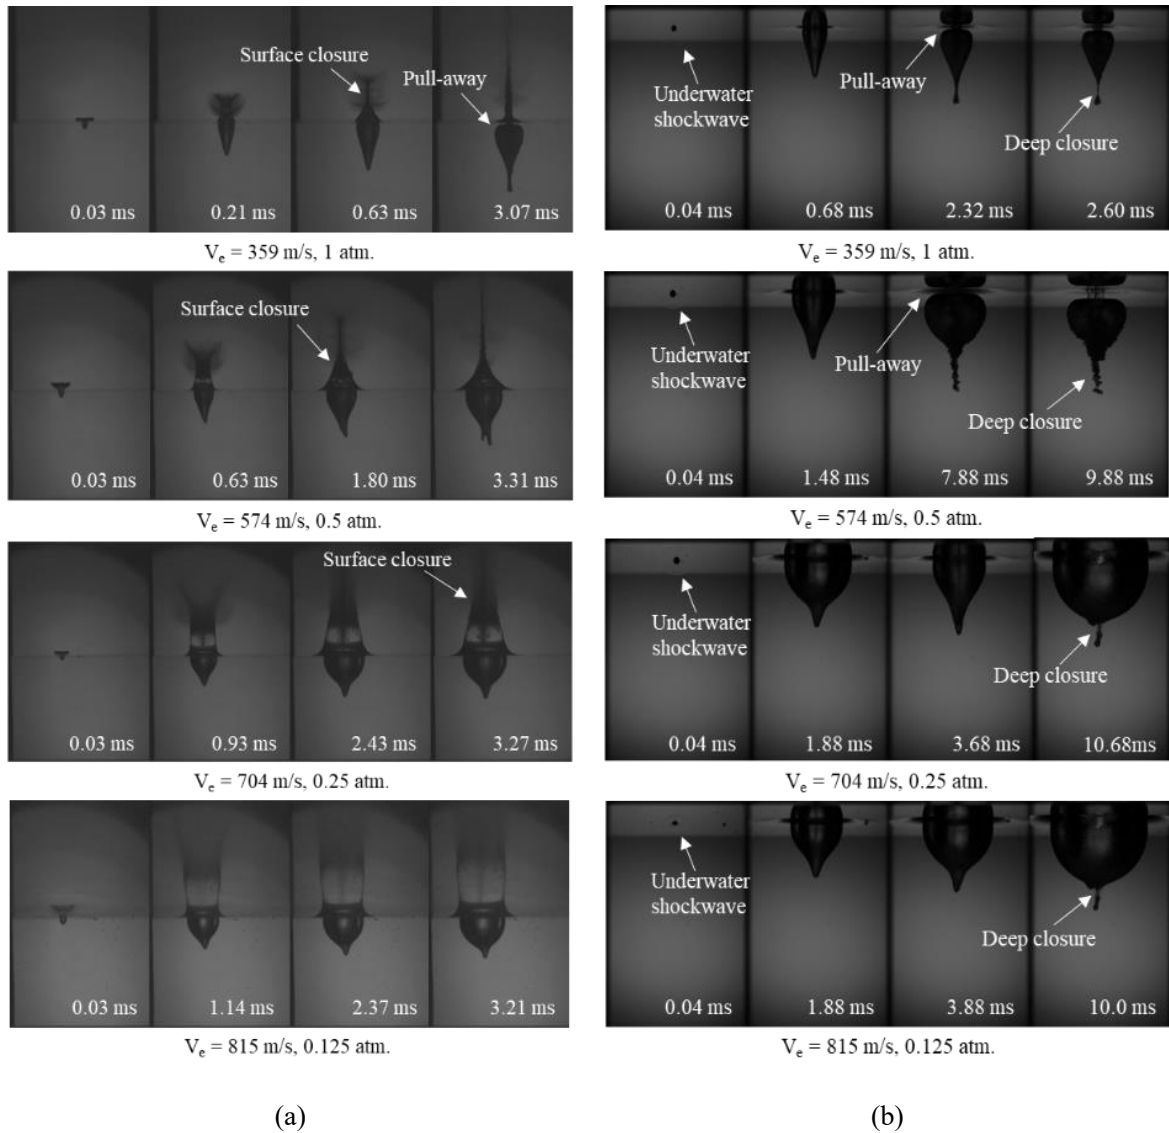 Surface closure
Pull-away
0.03 ms
0.21 ms
0.63 ms
3.07 ms
Vₑ = 359 m/s, 1 atm.
Surface closure
0.03 ms
0.63 ms
1.80 ms
3.31 ms
Vₑ = 574 m/s, 0.5 atm.
Surface closure
0.03 ms
0.93 ms
2.43 ms
3.27 ms
Vₑ = 704 m/s, 0.25 atm.
0.03 ms
1.14 ms
2.37 ms
3.21 ms
Vₑ = 815 m/s, 0.125 atm.
(a)
Underwater
shockwave
Pull-away
Deep closure
0.04 ms
0.68 ms
2.32 ms
2.60 ms
Vₑ = 359 m/s, 1 atm.
Underwater
shockwave
Pull-away
Deep closure
0.04 ms
1.48 ms
7.88 ms
9.88 ms
Vₑ = 574 m/s, 0.5 atm.
Underwater
shockwave
Deep closure
0.04 ms
1.88 ms
3.68 ms
10.68ms
Vₑ = 704 m/s, 0.25 atm.
Underwater
shockwave
Deep closure
0.04 ms
1.88 ms
3.88 ms
10.0 ms
Vₑ = 815 m/s, 0.125 atm.
(b)